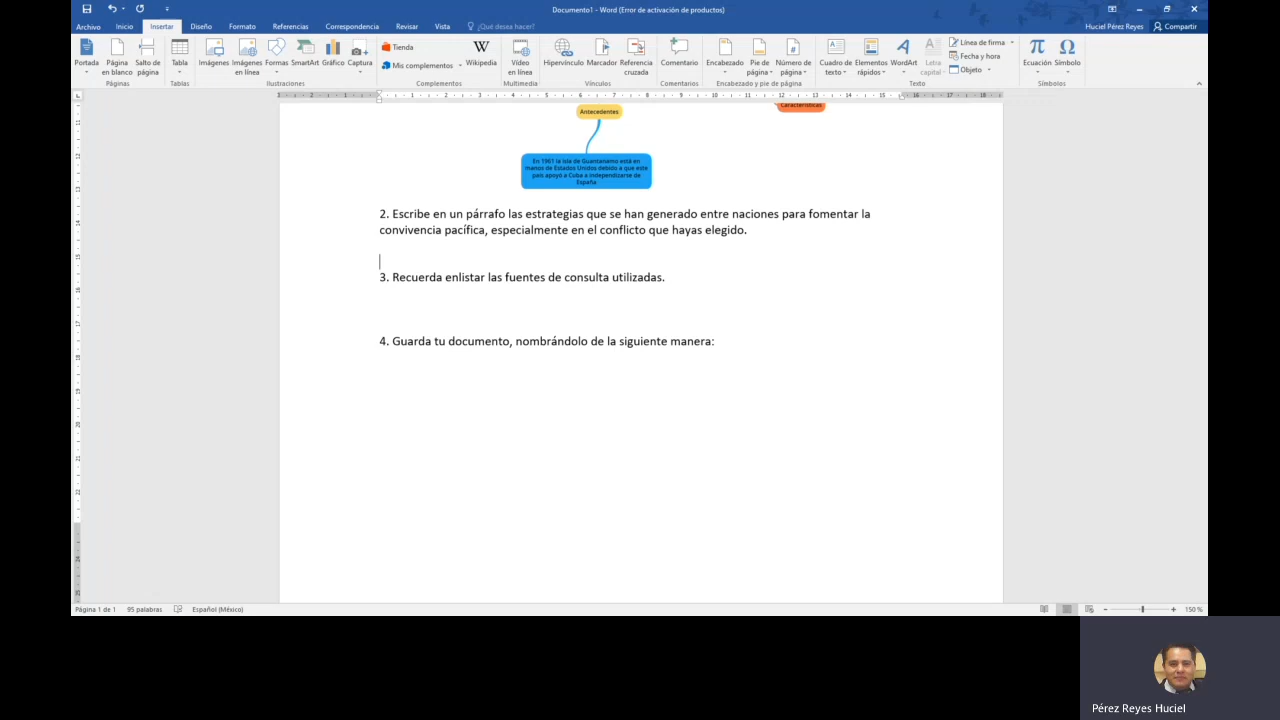 Documento1 - Word (Error de activación de productos)
Archivo Inicio Insertar Diseño Formato Referencias Correspondencia Revisar Vista ¿Qué desea hacer? Huciel Pérez Reyes Compartir
Portada
Página en blanco
Salto de página
Páginas
Tabla
Tablas
Imágenes
Imágenes en línea
Formas
SmartArt
Gráfico
Captura
Ilustraciones
Tienda
Mis complementos
W
Wikipedia
Complementos
Vídeo en línea
Multimedia
Hipervínculo
Marcador
Referencia cruzada
Vínculos
Comentario
Comentarios
Encabezado
Pie de página
Número de página
Encabezado y pie de página
Cuadro de texto
Elementos rápidos
WordArt
Letra capital
Línea de firma
Fecha y hora
Objeto
Texto
π
Ecuación
Ω
Símbolo
Símbolos
Características
Antecedentes
En 1961 la Isla de Guantanamo está en
manos de Estados Unidos debido a que este
país apoyó a Cuba a independizarse de
España
2. Escribe en un párrafo las estrategias que se han generado entre naciones para fomentar la
convivencia pacífica, especialmente en el conflicto que hayas elegido.
3. Recuerda enlistar las fuentes de consulta utilizadas.
4. Guarda tu documento, nombrándolo de la siguiente manera:
Página 1 de 1 95 palabras Español (México) 150 %
Pérez Reyes Huciel